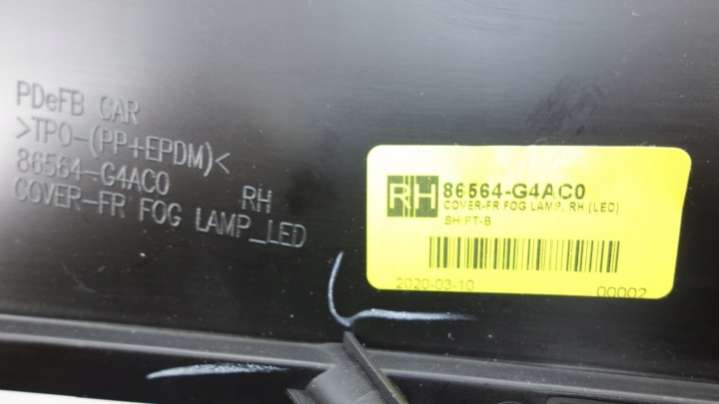 PDeFB CAR
>TPO-(PP+EPDM)<
86564-G4AC0 RH
COVER-FR FOG LAMP_LED
RH 86564-G4AC0
COVER-FR FOG LAMP, RH (LED)
SH PT-B
2020-03-10 00002